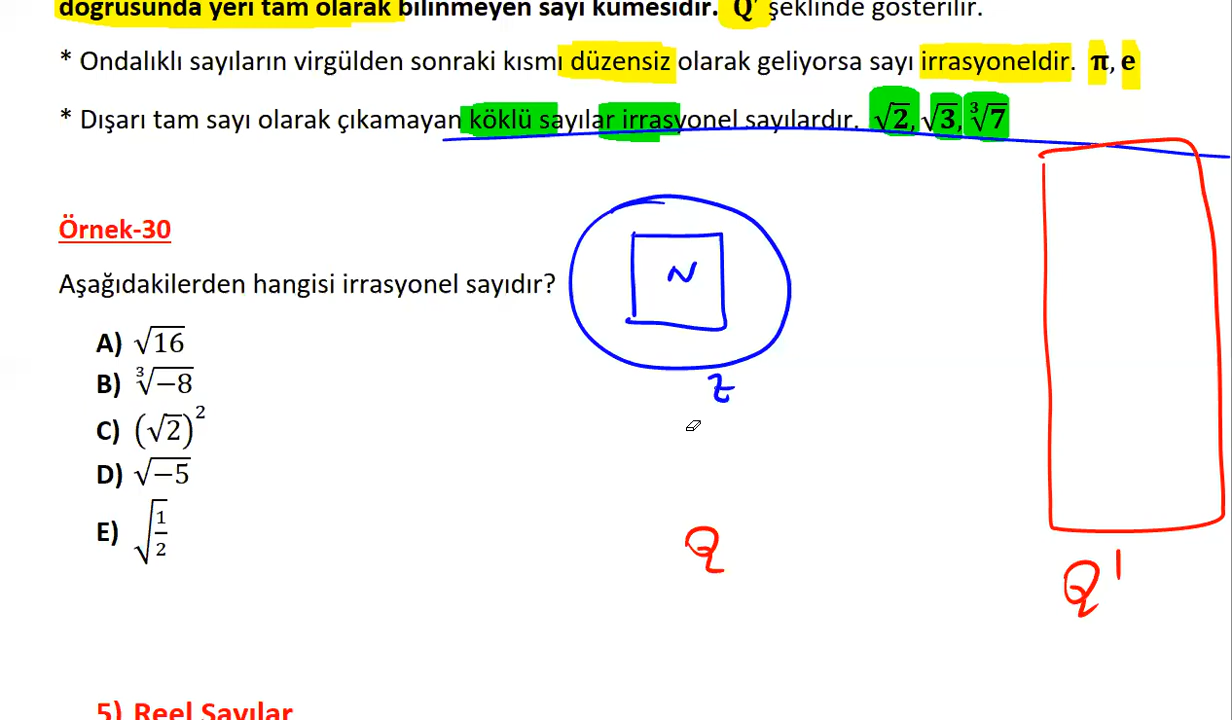 doğrusunda yeri tam olarak bilinmeyen sayı kümesidir. Q' şeklinde gösterilir.
* Ondalıklı sayıların virgülden sonraki kısmı düzensiz olarak geliyorsa sayı irrasyoneldir. π, e
* Dışarı tam sayı olarak çıkamayan köklü sayılar irrasyonel sayılardır. √2, √3, ∛7
Örnek-30
Aşağıdakilerden hangisi irrasyonel sayıdır?
A) √16
B) ∛−8
C) (√2)²
D) √−5
E) √(1/2)
N
Z
Q
Q'
5) Reel Sayılar